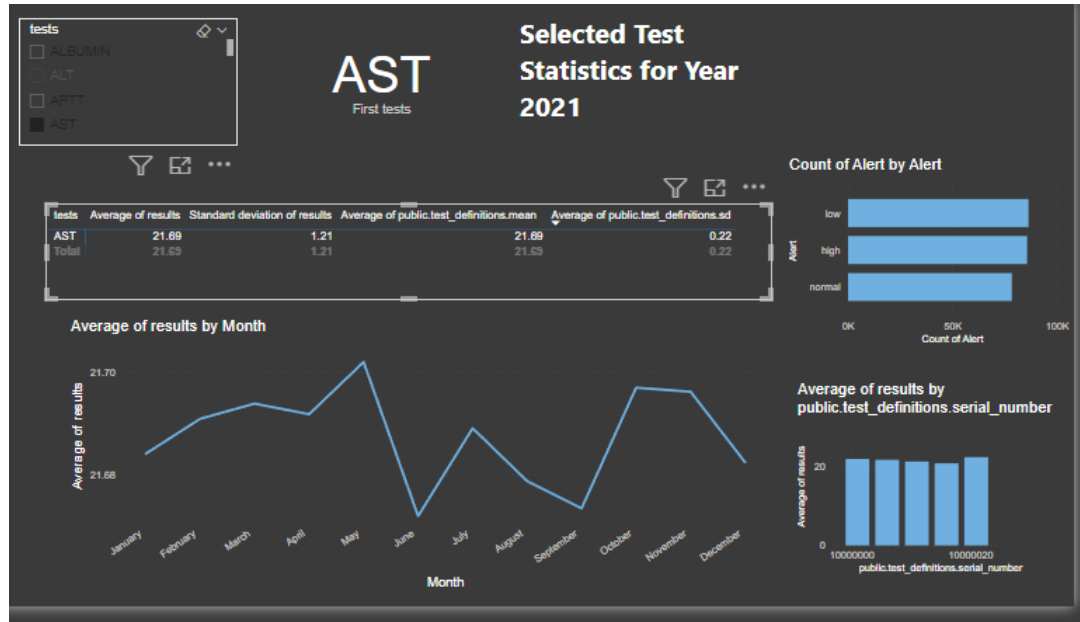 tests
ALBUMIN
ALT
APTT
AST
AST
First tests
Selected Test
Statistics for Year
2021
tests Average of results Standard deviation of results Average of public.test_definitions.mean Average of public.test_definitions.sd
AST 21.69 1.21 21.69 0.22
Total 21.69 1.21 21.69 0.22
Count of Alert by Alert
Alert
low
high
normal
0K 50K 100K
Count of Alert
Average of results by Month
Average of results
21.70
21.68
January February March April May June July August September October November December
Month
Average of results by
public.test_definitions.serial_number
Average of results
20
0
10000000 10000020
public.test_definitions.serial_number